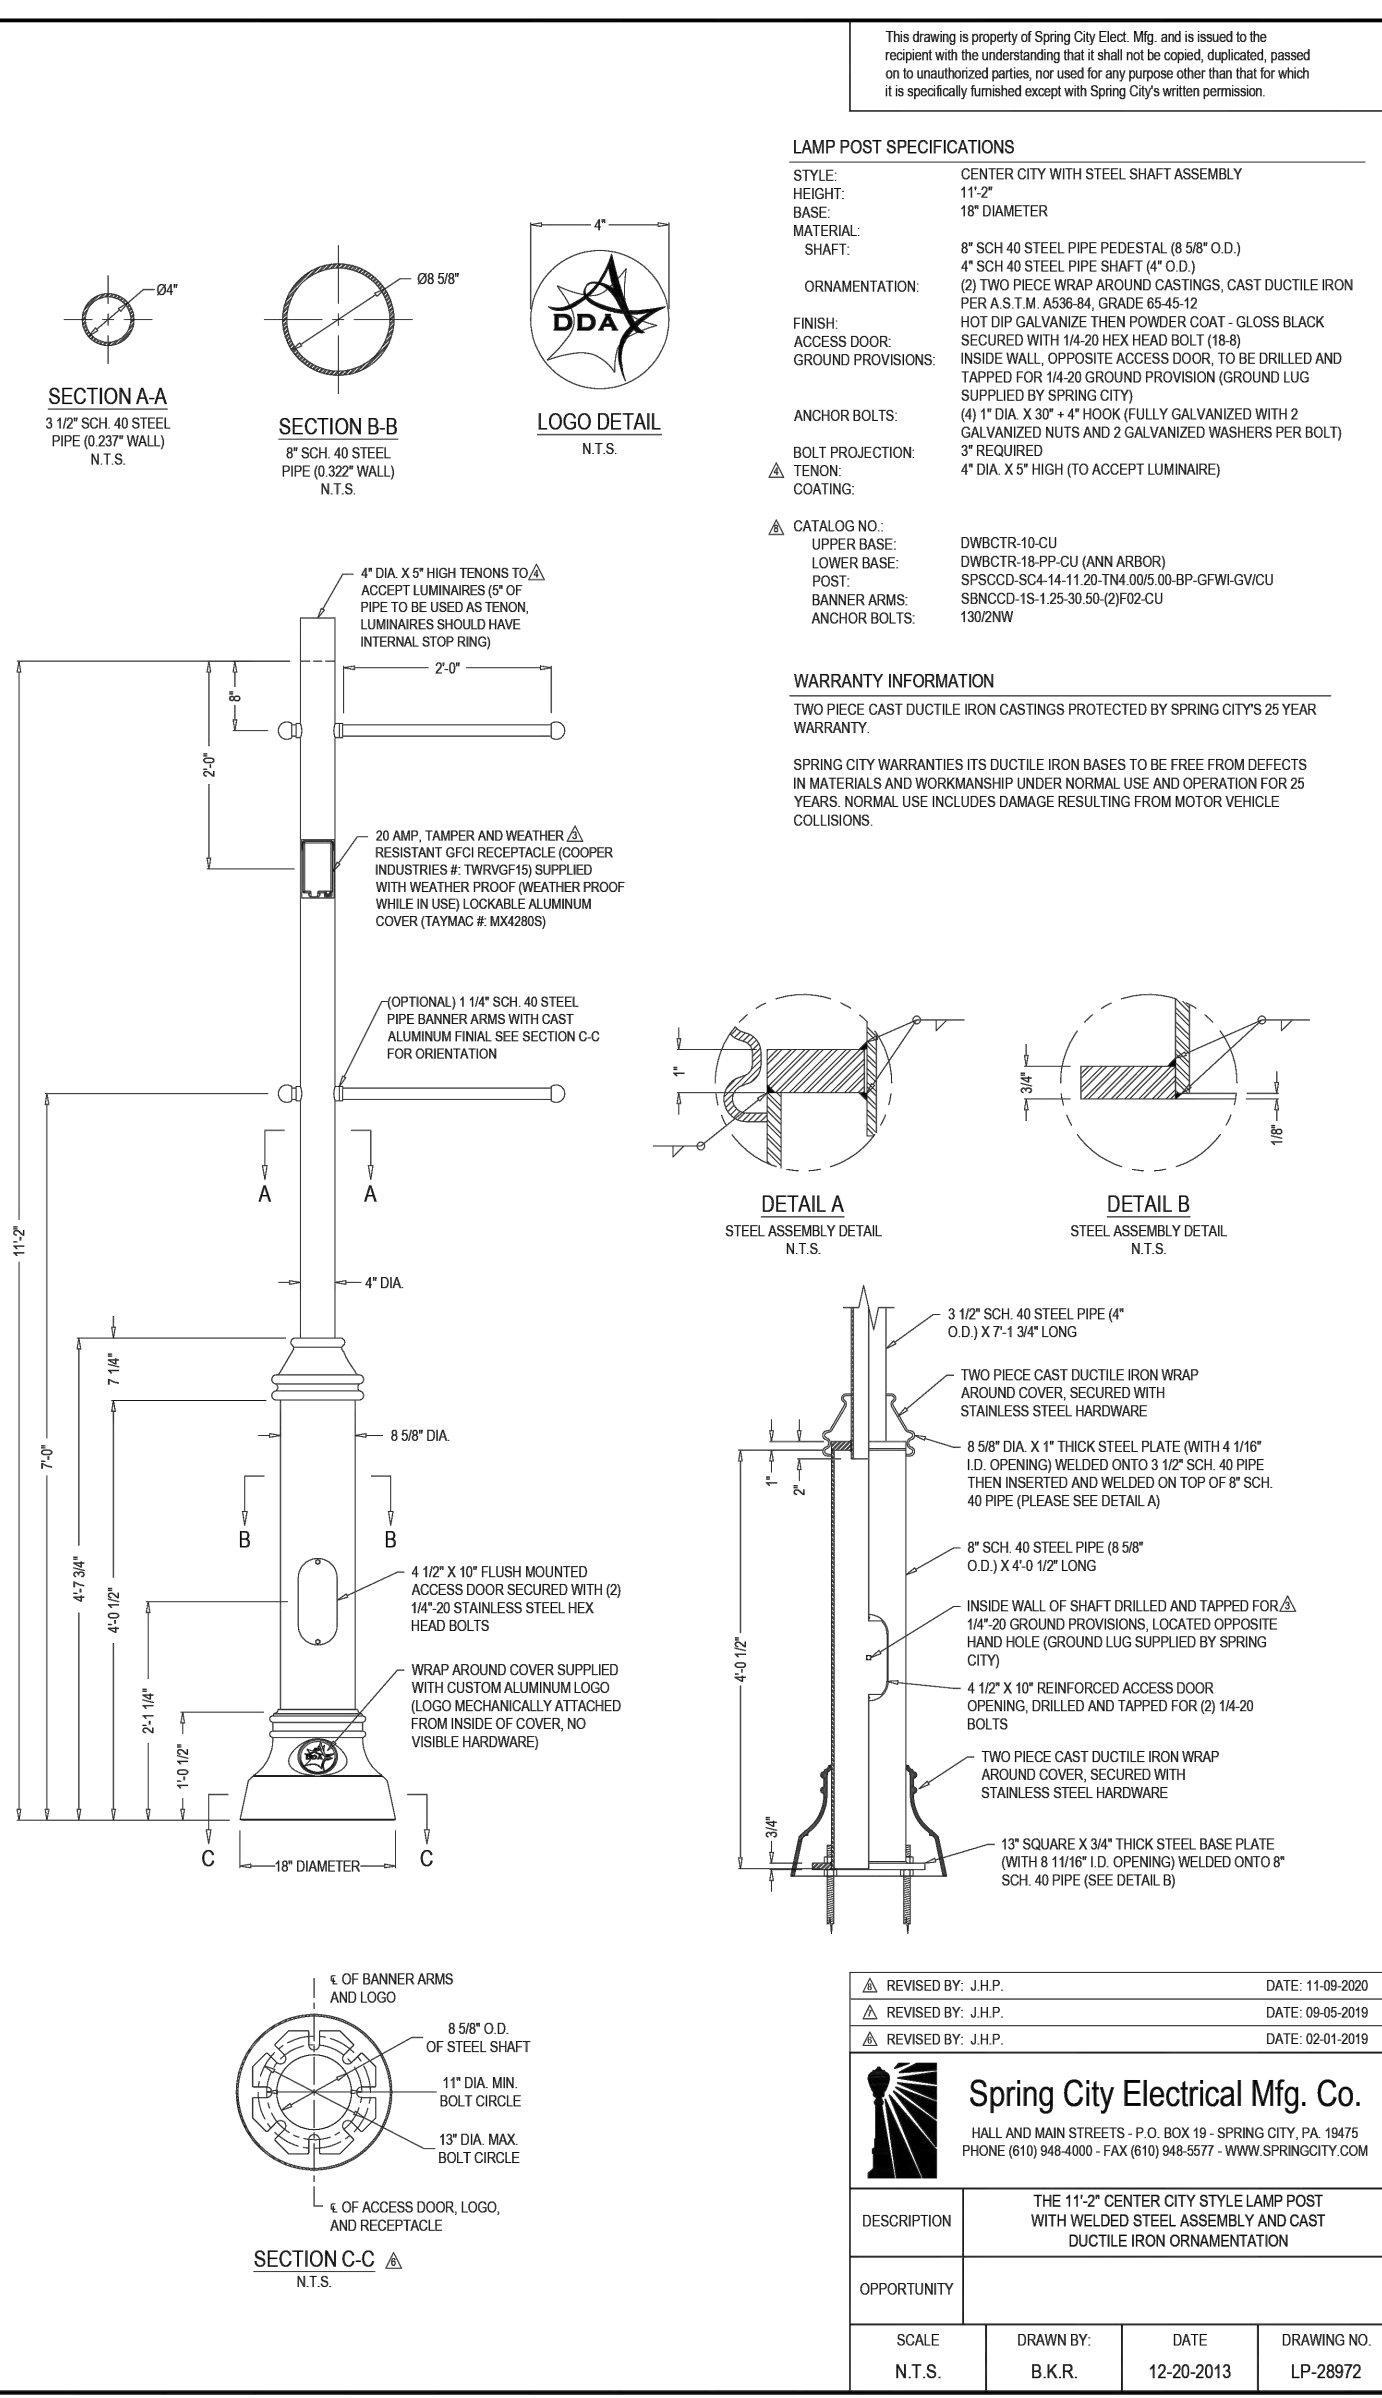 This drawing is property of Spring City Elect. Mfg. and is issued to the
recipient with the understanding that it shall not be copied, duplicated, passed
on to unauthorized parties, nor used for any purpose other than that for which
it is specifically furnished except with Spring City's written permission.
LAMP POST SPECIFICATIONS
STYLE: CENTER CITY WITH STEEL SHAFT ASSEMBLY
HEIGHT: 11'-2"
BASE: 18" DIAMETER
MATERIAL:
SHAFT: 8" SCH 40 STEEL PIPE PEDESTAL (8 5/8" O.D.)
4" SCH 40 STEEL PIPE SHAFT (4" O.D.)
ORNAMENTATION: (2) TWO PIECE WRAP AROUND CASTINGS, CAST DUCTILE IRON
PER A.S.T.M. A536-84, GRADE 65-45-12
FINISH: HOT DIP GALVANIZE THEN POWDER COAT - GLOSS BLACK
ACCESS DOOR: SECURED WITH 1/4-20 HEX HEAD BOLT (18-8)
GROUND PROVISIONS: INSIDE WALL, OPPOSITE ACCESS DOOR, TO BE DRILLED AND
TAPPED FOR 1/4-20 GROUND PROVISION (GROUND LUG
SUPPLIED BY SPRING CITY)
ANCHOR BOLTS: (4) 1" DIA. X 30" + 4" HOOK (FULLY GALVANIZED WITH 2
GALVANIZED NUTS AND 2 GALVANIZED WASHERS PER BOLT)
BOLT PROJECTION: 3" REQUIRED
4 TENON: 4" DIA. X 5" HIGH (TO ACCEPT LUMINAIRE)
COATING:
8 CATALOG NO.:
UPPER BASE: DWBCTR-10-CU
LOWER BASE: DWBCTR-18-PP-CU (ANN ARBOR)
POST: SPSCCD-SC4-14-11.20-TN4.00/5.00-BP-GFWI-GV/CU
BANNER ARMS: SBNCCD-1S-1.25-30.50-(2)F02-CU
ANCHOR BOLTS: 130/2NW
WARRANTY INFORMATION
TWO PIECE CAST DUCTILE IRON CASTINGS PROTECTED BY SPRING CITY'S 25 YEAR
WARRANTY.
SPRING CITY WARRANTIES ITS DUCTILE IRON BASES TO BE FREE FROM DEFECTS
IN MATERIALS AND WORKMANSHIP UNDER NORMAL USE AND OPERATION FOR 25
YEARS. NORMAL USE INCLUDES DAMAGE RESULTING FROM MOTOR VEHICLE
COLLISIONS.
Ø4"
SECTION A-A
3 1/2" SCH. 40 STEEL
PIPE (0.237" WALL)
N.T.S.
Ø8 5/8"
SECTION B-B
8" SCH. 40 STEEL
PIPE (0.322" WALL)
N.T.S.
4"
DDA
LOGO DETAIL
N.T.S.
4" DIA. X 5" HIGH TENONS TO 4
ACCEPT LUMINAIRES (5" OF
PIPE TO BE USED AS TENON,
LUMINAIRES SHOULD HAVE
INTERNAL STOP RING)
2'-0"
8"
2'-0"
20 AMP, TAMPER AND WEATHER 3
RESISTANT GFCI RECEPTACLE (COOPER
INDUSTRIES #: TWRVGF15) SUPPLIED
WITH WEATHER PROOF (WEATHER PROOF
WHILE IN USE) LOCKABLE ALUMINUM
COVER (TAYMAC #: MX4280S)
(OPTIONAL) 1 1/4" SCH. 40 STEEL
PIPE BANNER ARMS WITH CAST
ALUMINUM FINIAL SEE SECTION C-C
FOR ORIENTATION
A A
11'-2"
4" DIA.
7 1/4"
7'-0"
8 5/8" DIA.
B B
4'-7 3/4"
4'-0 1/2"
4 1/2" X 10" FLUSH MOUNTED
ACCESS DOOR SECURED WITH (2)
1/4"-20 STAINLESS STEEL HEX
HEAD BOLTS
2'-1 1/4"
1'-0 1/2"
WRAP AROUND COVER SUPPLIED
WITH CUSTOM ALUMINUM LOGO
(LOGO MECHANICALLY ATTACHED
FROM INSIDE OF COVER, NO
VISIBLE HARDWARE)
DDA
C C
18" DIAMETER
1"
DETAIL A
STEEL ASSEMBLY DETAIL
N.T.S.
3/4"
1/8"
DETAIL B
STEEL ASSEMBLY DETAIL
N.T.S.
3 1/2" SCH. 40 STEEL PIPE (4"
O.D.) X 7'-1 3/4" LONG
TWO PIECE CAST DUCTILE IRON WRAP
AROUND COVER, SECURED WITH
STAINLESS STEEL HARDWARE
8 5/8" DIA. X 1" THICK STEEL PLATE (WITH 4 1/16"
I.D. OPENING) WELDED ONTO 3 1/2" SCH. 40 PIPE
THEN INSERTED AND WELDED ON TOP OF 8" SCH.
40 PIPE (PLEASE SEE DETAIL A)
1"
2"
8" SCH. 40 STEEL PIPE (8 5/8"
O.D.) X 4'-0 1/2" LONG
INSIDE WALL OF SHAFT DRILLED AND TAPPED FOR 3
1/4"-20 GROUND PROVISIONS, LOCATED OPPOSITE
HAND HOLE (GROUND LUG SUPPLIED BY SPRING
CITY)
4'-0 1/2"
4 1/2" X 10" REINFORCED ACCESS DOOR
OPENING, DRILLED AND TAPPED FOR (2) 1/4-20
BOLTS
TWO PIECE CAST DUCTILE IRON WRAP
AROUND COVER, SECURED WITH
STAINLESS STEEL HARDWARE
3/4"
13" SQUARE X 3/4" THICK STEEL BASE PLATE
(WITH 8 11/16" I.D. OPENING) WELDED ONTO 8"
SCH. 40 PIPE (SEE DETAIL B)
℄ OF BANNER ARMS
AND LOGO
8 5/8" O.D.
OF STEEL SHAFT
11" DIA. MIN.
BOLT CIRCLE
13" DIA. MAX.
BOLT CIRCLE
℄ OF ACCESS DOOR, LOGO,
AND RECEPTACLE
SECTION C-C 6
N.T.S.
8 REVISED BY: J.H.P. DATE: 11-09-2020
7 REVISED BY: J.H.P. DATE: 09-05-2019
6 REVISED BY: J.H.P. DATE: 02-01-2019
Spring City Electrical Mfg. Co.
HALL AND MAIN STREETS - P.O. BOX 19 - SPRING CITY, PA. 19475
PHONE (610) 948-4000 - FAX (610) 948-5577 - WWW.SPRINGCITY.COM
DESCRIPTION
THE 11'-2" CENTER CITY STYLE LAMP POST
WITH WELDED STEEL ASSEMBLY AND CAST
DUCTILE IRON ORNAMENTATION
OPPORTUNITY
SCALE DRAWN BY: DATE DRAWING NO.
N.T.S. B.K.R. 12-20-2013 LP-28972